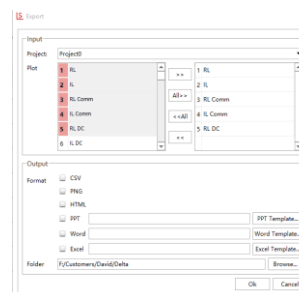 Export
Input
Project: Project0
Plot
1 RL
2 IL
3 RL Comm
4 IL Comm
5 RL DC
6 IL DC
>>
All>>
<<All
<<
1 RL
2 IL
3 RL Comm
4 IL Comm
5 RL DC
Output
Format
CSV
PNG
HTML
PPT PPT Template...
Word Word Template...
Excel Excel Template...
Folder F:/Customers/David/Delta Browse...
Ok Cancel